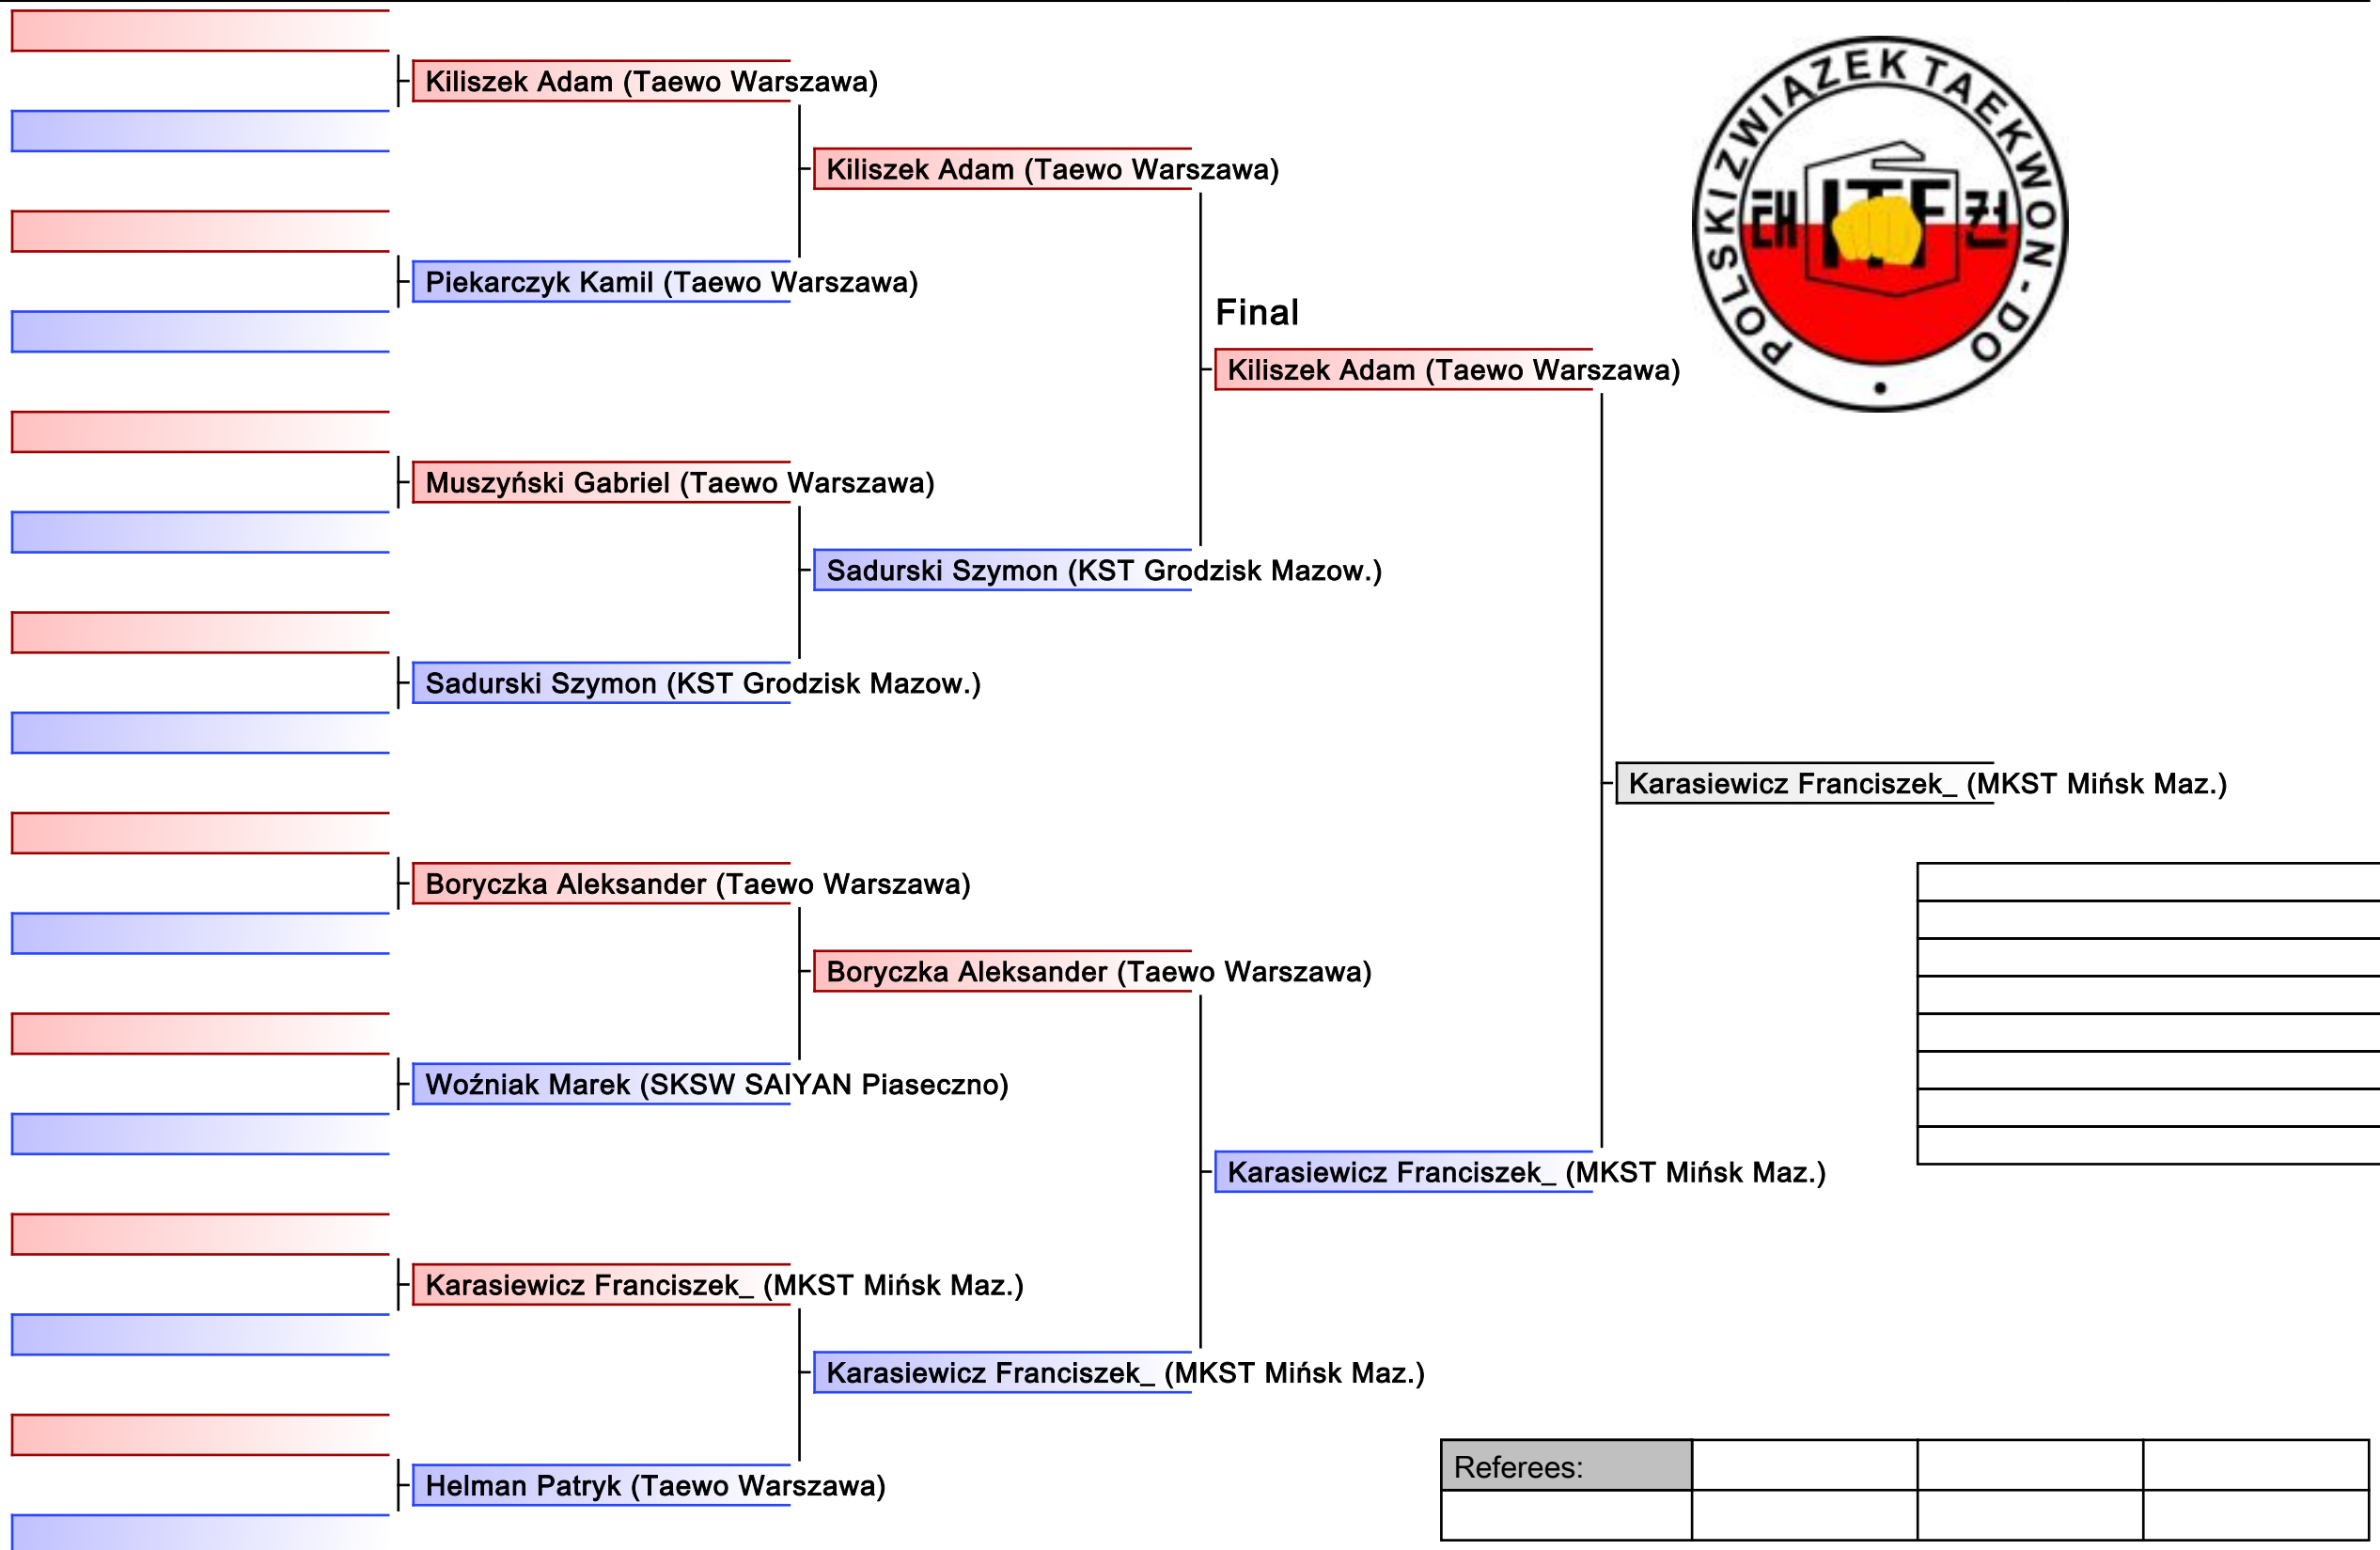 Kiliszek Adam (Taewo Warszawa)
Piekarczyk Kamil (Taewo Warszawa)
Muszyński Gabriel (Taewo Warszawa)
Sadurski Szymon (KST Grodzisk Mazow.)
Boryczka Aleksander (Taewo Warszawa)
Woźniak Marek (SKSW SAIYAN Piaseczno)
Karasiewicz Franciszek_ (MKST Mińsk Maz.)
Helman Patryk (Taewo Warszawa)
Kiliszek Adam (Taewo Warszawa)
Sadurski Szymon (KST Grodzisk Mazow.)
Boryczka Aleksander (Taewo Warszawa)
Karasiewicz Franciszek_ (MKST Mińsk Maz.)
Final
Kiliszek Adam (Taewo Warszawa)
Karasiewicz Franciszek_ (MKST Mińsk Maz.)
Karasiewicz Franciszek_ (MKST Mińsk Maz.)
POLSKI ZWIĄZEK TAEKWON-DO
ITF
Referees: